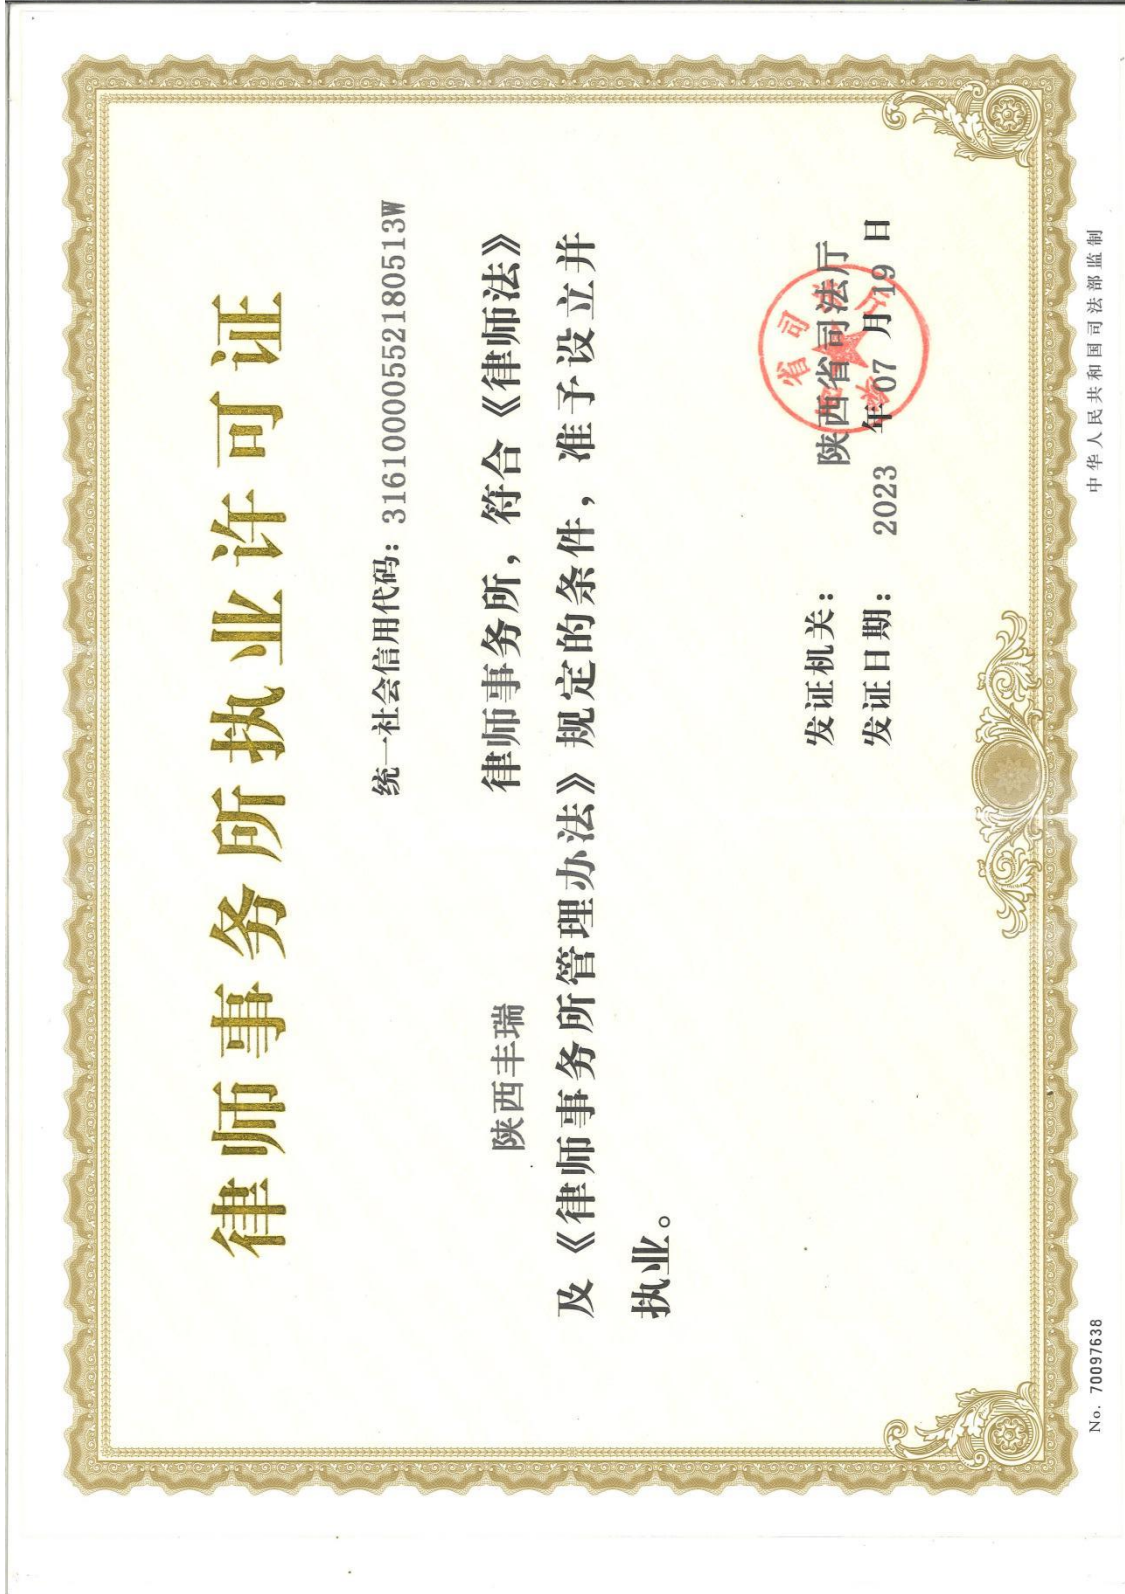 律师事务所执业许可证
统一社会信用代码：31610000552180513W
陕西丰瑞 律师事务所，符合《律师法》
及《律师事务所管理办法》规定的条件，准予设立并
执业。
发证机关： 陕西省司法厅
发证日期： 2023 年 07 月 19 日
No. 70097638
中华人民共和国司法部监制